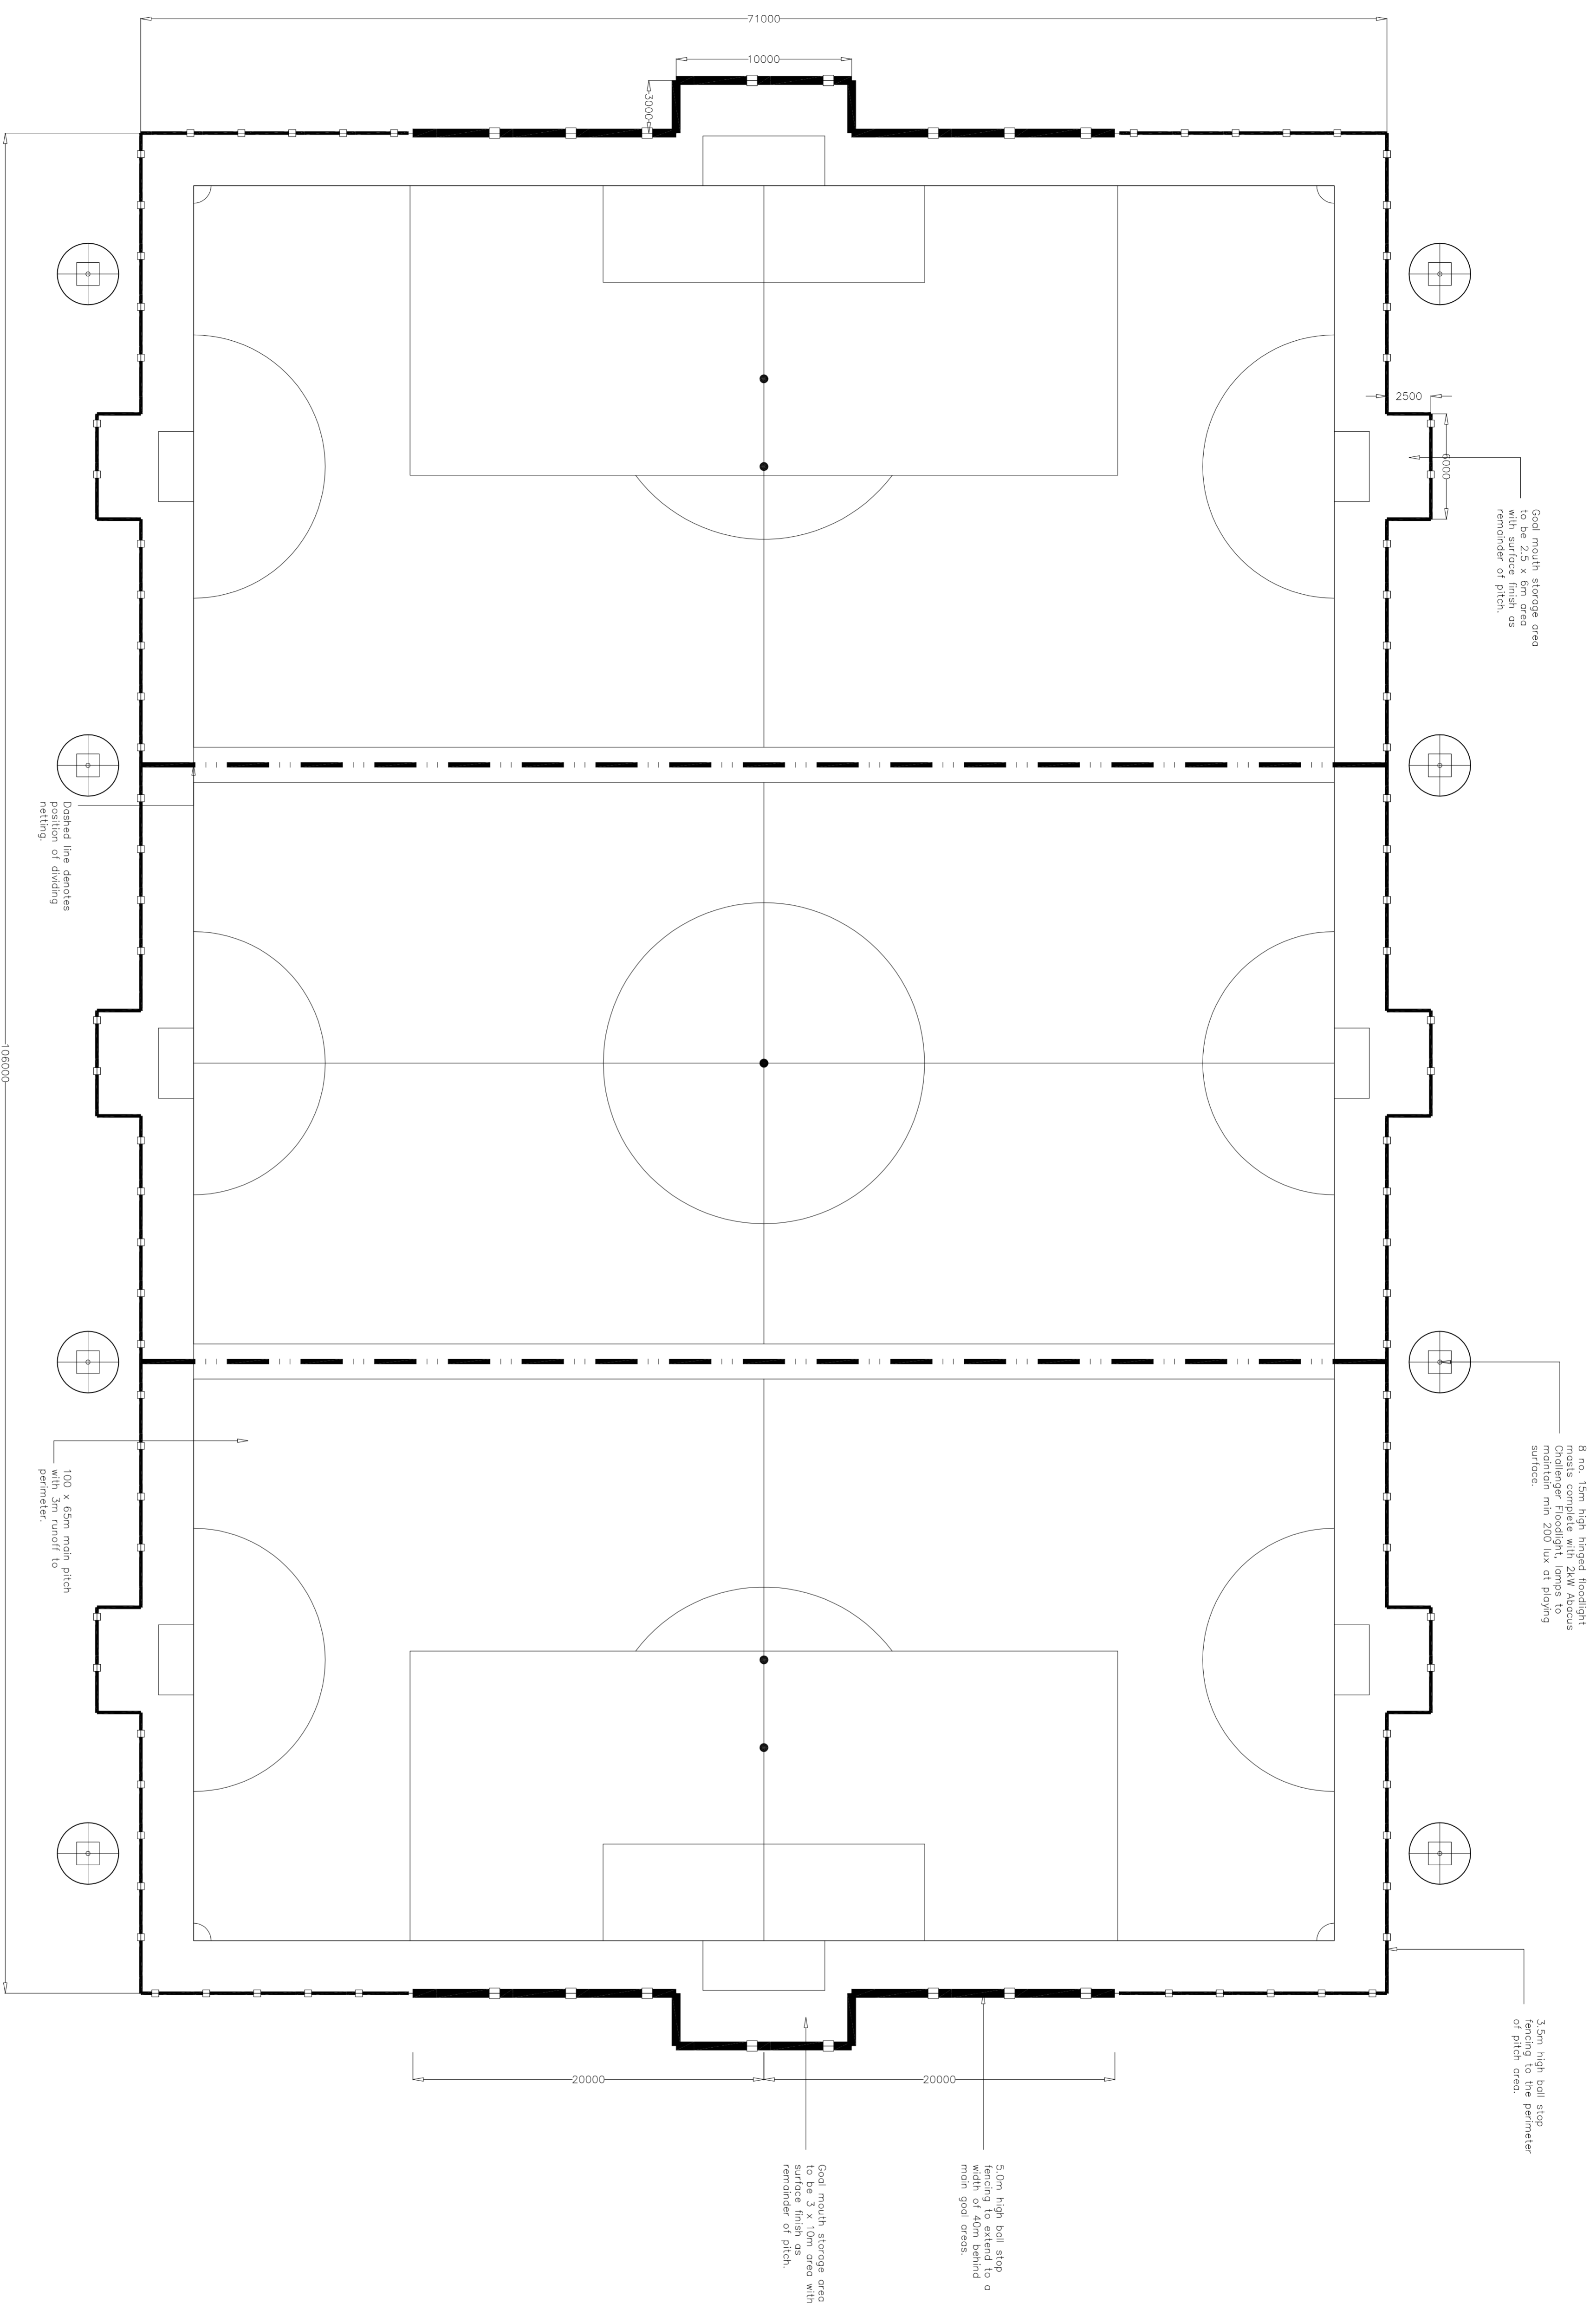 71000
10000
3000
2500
6000
Goal mouth storage area
to be 2.5 x 6m area
with surface finish as
remainder of pitch.
Dashed line denotes
position of dividing
netting.
106000
8 no. 15m high hinged floodlight
masts complete with 2kW Abacus
Challenger Floodlight, lamps to
maintain min 200 lux at playing
surface.
100 x 65m main pitch
with 3m runoff to
perimeter.
3.5m high ball stop
fencing to the perimeter
of pitch area.
20000
20000
5.0m high ball stop
fencing to extend to a
width of 40m behind
main goal areas.
Goal mouth storage area
to be 3 x 10m area with
surface finish as
remainder of pitch.